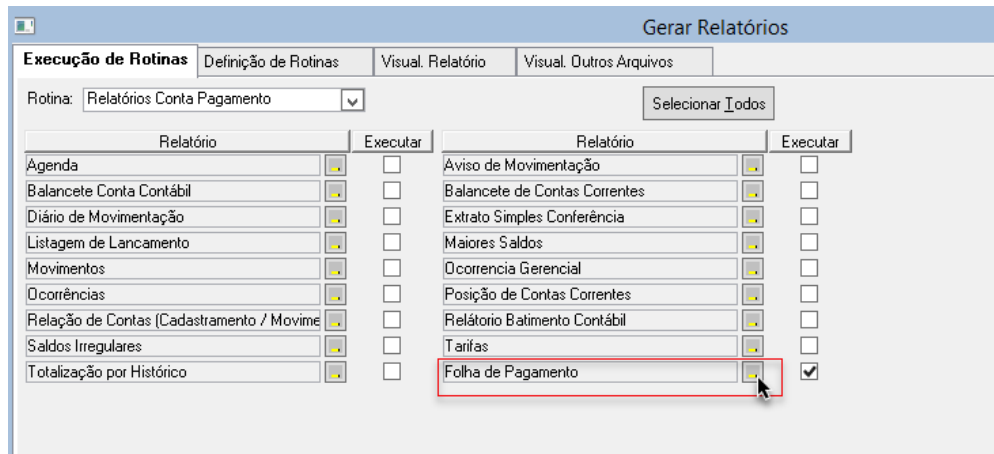 Gerar Relatórios
Execução de Rotinas Definição de Rotinas Visual. Relatório Visual. Outros Arquivos
Rotina: Relatórios Conta Pagamento Selecionar Todos
Relatório Executar Relatório Executar
Agenda Aviso de Movimentação
Balancete Conta Contábil Balancete de Contas Correntes
Diário de Movimentação Extrato Simples Conferência
Listagem de Lancamento Maiores Saldos
Movimentos Ocorrencia Gerencial
Ocorrências Posição de Contas Correntes
Relação de Contas (Cadastramento / Movime Relátorio Batimento Contábil
Saldos Irregulares Tarifas
Totalização por Histórico Folha de Pagamento